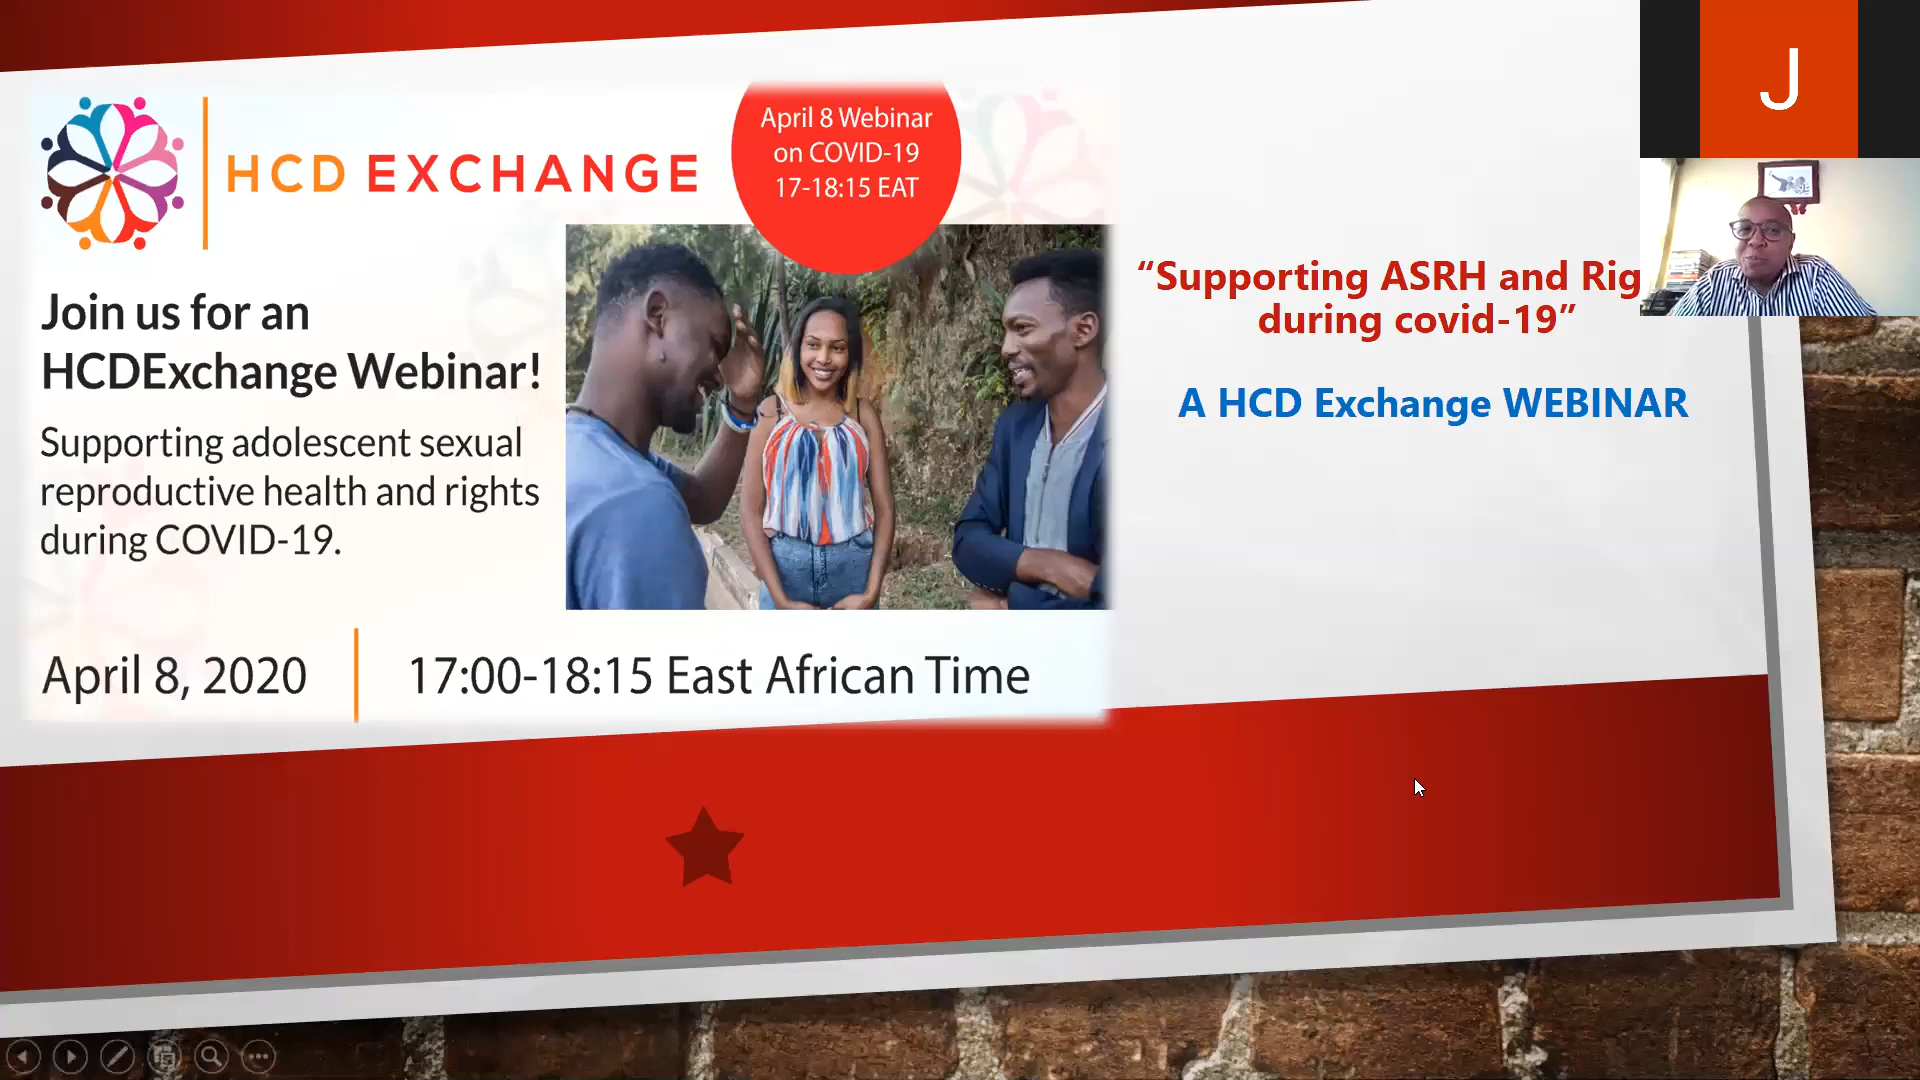 HCD EXCHANGE
April 8 Webinar
on COVID-19
17-18:15 EAT
Join us for an
HCDExchange Webinar!
Supporting adolescent sexual
reproductive health and rights
during COVID-19.
April 8, 2020
17:00-18:15 East African Time
“Supporting ASRH and Rig
during covid-19”
A HCD Exchange WEBINAR
J